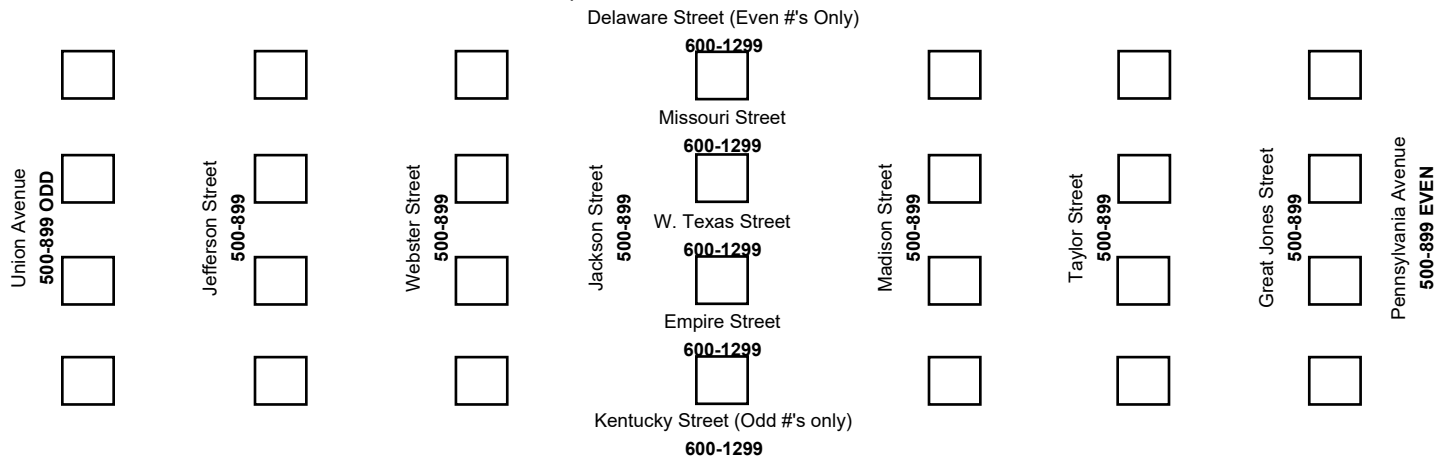 Delaware Street (Even #'s Only)
600-1299
Missouri Street
600-1299
Union Avenue
500-899 ODD
Jefferson Street
500-899
Webster Street
500-899
Jackson Street
500-899
W. Texas Street
600-1299
Madison Street
500-899
Taylor Street
500-899
Great Jones Street
500-899
Pennsylvania Avenue
500-899 EVEN
Empire Street
600-1299
Kentucky Street (Odd #'s only)
600-1299